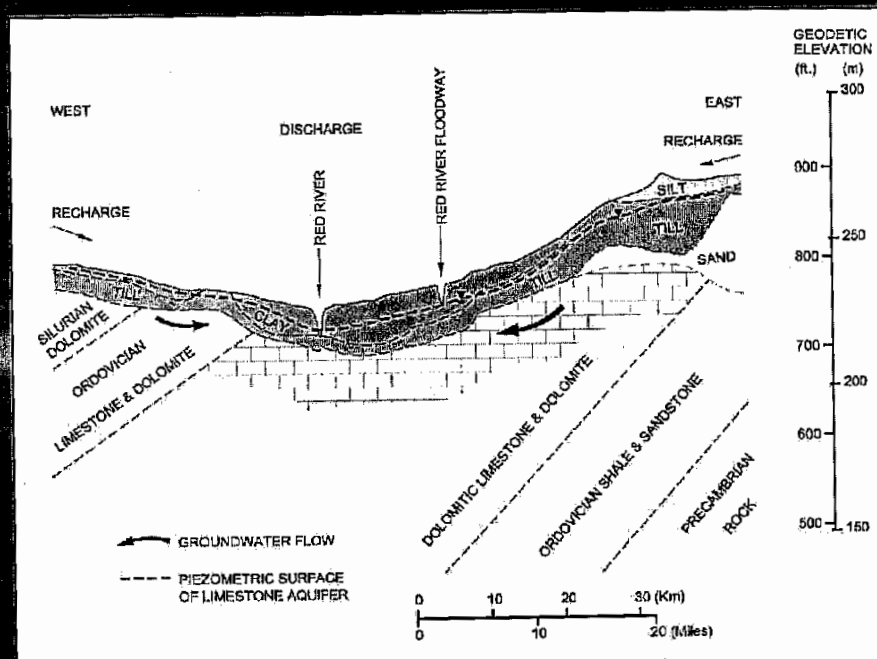 GEODETIC
ELEVATION
(ft.) (m)
300
WEST
EAST
DISCHARGE
RED RIVER
RED RIVER FLOODWAY
RECHARGE
900
SILT
RECHARGE
TILL
250
800
SAND
TILL
TILL
CLAY
SILURIAN
DOLOMITE
ORDOVICIAN
LIMESTONE & DOLOMITE
700
200
DOLOMITIC LIMESTONE & DOLOMITE
ORDOVICIAN SHALE & SANDSTONE
PRECAMBRIAN
ROCK
600
500
150
GROUNDWATER FLOW
PIEZOMETRIC SURFACE
OF LIMESTONE AQUIFER
0 10 20 30 (Km)
0 10 20 (Miles)